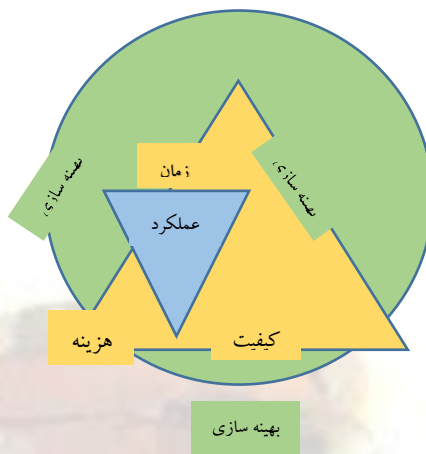 زمان
بهینه سازی
بهینه سازی
عملکرد
کیفیت
هزینه
بهینه سازی